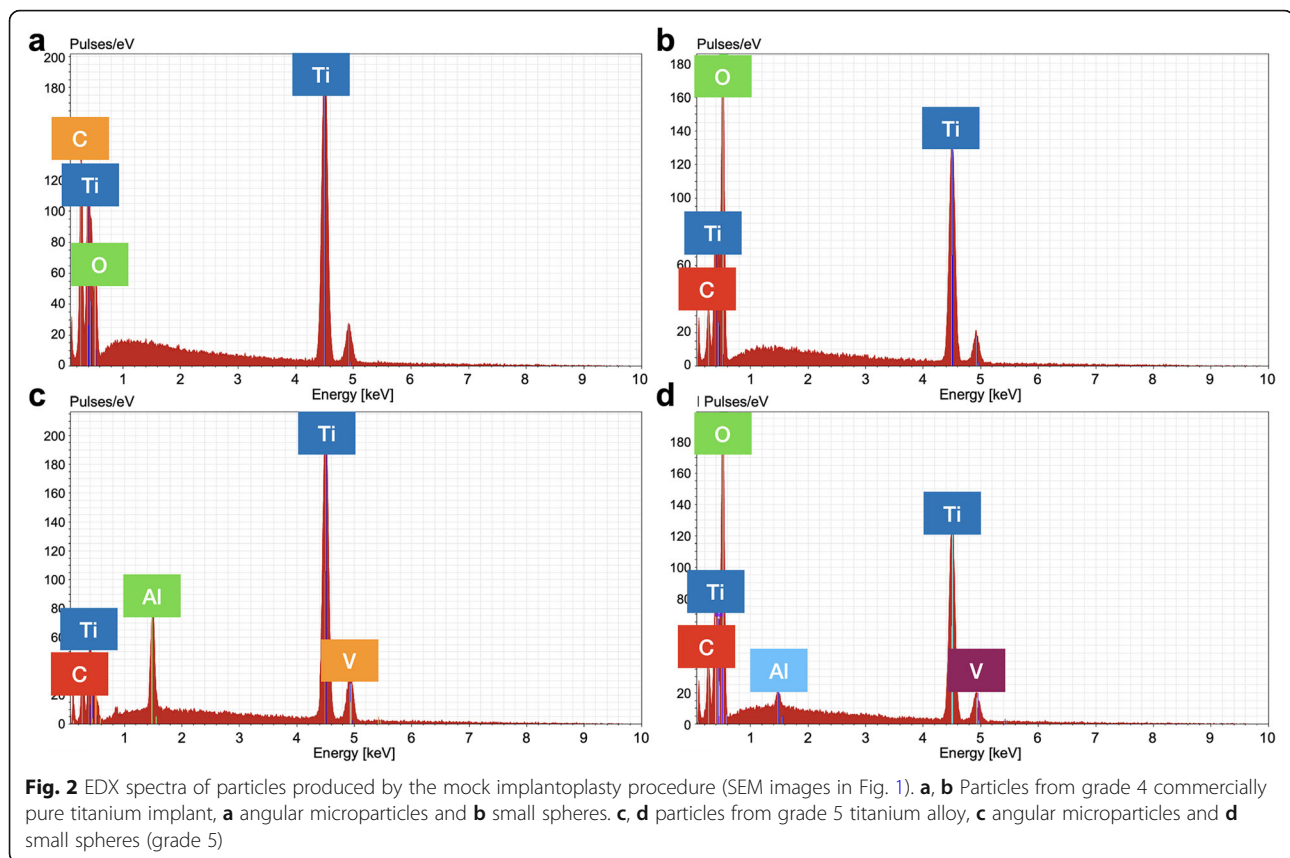 a
Pulses/eV
200
180
120
100
80
60
40
20
0
C
Ti
O
Ti
1 2 3 4 5 6 7 8 9 10
Energy [keV]
b
Pulses/eV
180
160
140
120
100
60
20
0
O
Ti
C
Ti
1 2 3 4 5 6 7 8 9 10
Energy [keV]
c
Pulses/eV
200
180
160
140
120
100
80
60
20
0
Ti
C
Al
Ti
V
1 2 3 4 5 6 7 8 9 10
Energy [keV]
d
| Pulses/eV
180
160
140
120
100
80
60
20
0
O
Ti
C
Al
Ti
V
1 2 3 4 5 6 7 8 9 10
Energy [keV]
Fig. 2 EDX spectra of particles produced by the mock implantoplasty procedure (SEM images in Fig. 1). a, b Particles from grade 4 commercially
pure titanium implant, a angular microparticles and b small spheres. c, d particles from grade 5 titanium alloy, c angular microparticles and d
small spheres (grade 5)